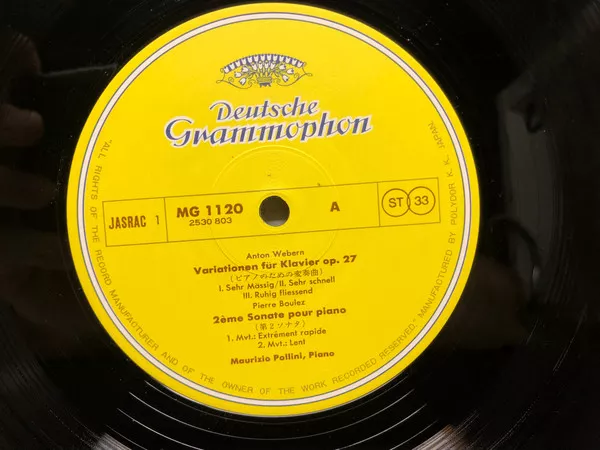 Deutsche
Grammophon
JASRAC 1
MG 1120
2530 803
A
ST 33
Anton Webern
Variationen für Klavier op. 27
(ピアノのための変奏曲)
I. Sehr Mässig/II. Sehr schnell
III. Ruhig fliessend
Pierre Boulez
2ème Sonate pour piano
(第2ソナタ)
1. Mvt.: Extrêment rapide
2. Mvt.: Lent
Maurizio Pollini, Piano
"ALL RIGHTS OF THE RECORD MANUFACTURER AND OF THE OWNER OF THE WORK RECORDED RESERVED." MANUFACTURED BY POLYDOR K. K., JAPAN.